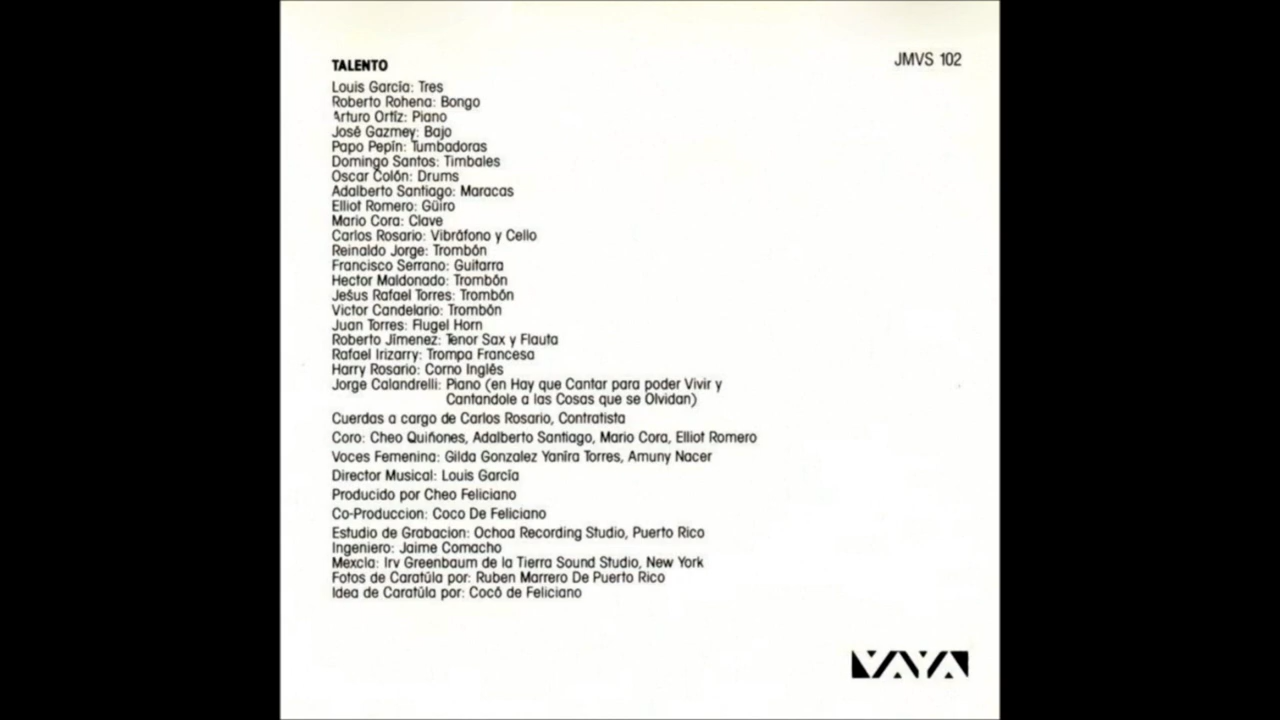 JMVS 102
TALENTO
Louis García: Tres
Roberto Rohena: Bongo
Arturo Ortíz: Piano
José Gazmey: Bajo
Papo Pepín: Tumbadoras
Domingo Santos: Timbales
Oscar Colón: Drums
Adalberto Santiago: Maracas
Elliot Romero: Güiro
Mario Cora: Clave
Carlos Rosario: Vibráfono y Cello
Reinaldo Jorge: Trombón
Francisco Serrano: Guitarra
Hector Maldonado: Trombón
Jesus Rafael Torres: Trombón
Victor Candelario: Trombón
Juan Torres: Flugel Horn
Roberto Jímenez: Tenor Sax y Flauta
Rafael Irizarry: Trompa Francesa
Harry Rosario: Corno Inglés
Jorge Calandrelli: Piano (en Hay que Cantar para poder Vivir y
Cantandole a las Cosas que se Olvidan)
Cuerdas a cargo de Carlos Rosario, Contratista
Coro: Cheo Quiñones, Adalberto Santiago, Mario Cora, Elliot Romero
Voces Femenina: Gilda Gonzalez Yaníra Torres, Amuny Nacer
Director Musical: Louis García
Producido por Cheo Feliciano
Co-Produccion: Coco De Feliciano
Estudio de Grabacion: Ochoa Recording Studio, Puerto Rico
Ingeniero: Jaime Comacho
Mexcla: Irv Greenbaum de la Tierra Sound Studio, New York
Fotos de Caratúla por: Ruben Marrero De Puerto Rico
Idea de Caratúla por: Cocó de Feliciano
VAYA